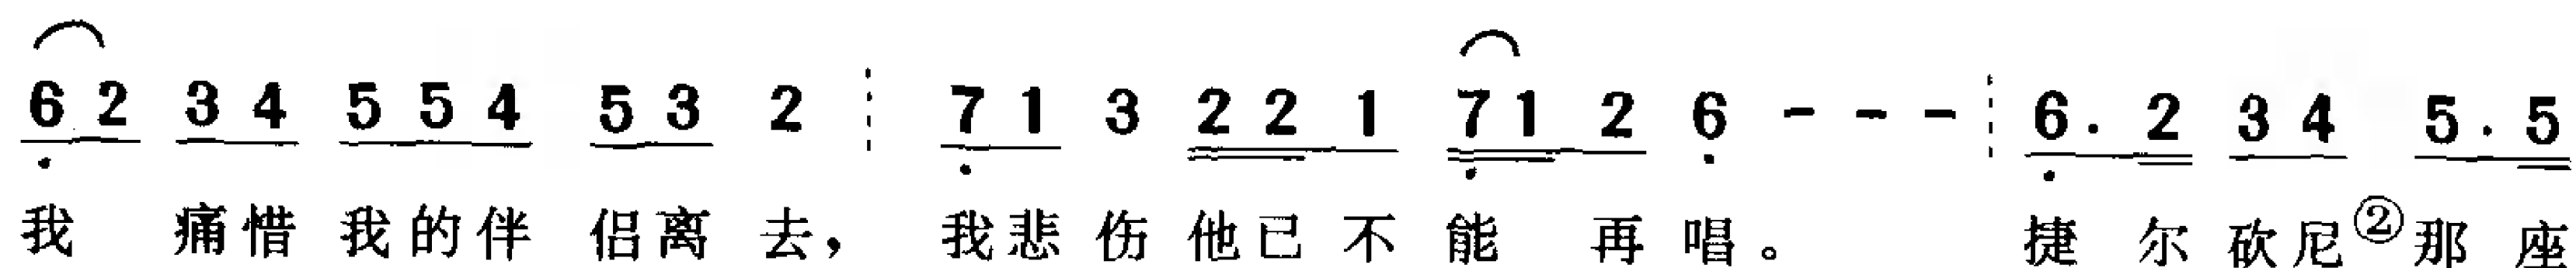 6 2 3 4 5 5 4 5 3 2 7 1 3 2 2 1 7 1 2 6 - - - 6 . 2 3 4 5 . 5
我 痛惜 我的伴 侣离 去， 我悲 伤 他已 不 能 再 唱。 捷 尔 砍尼②那 座